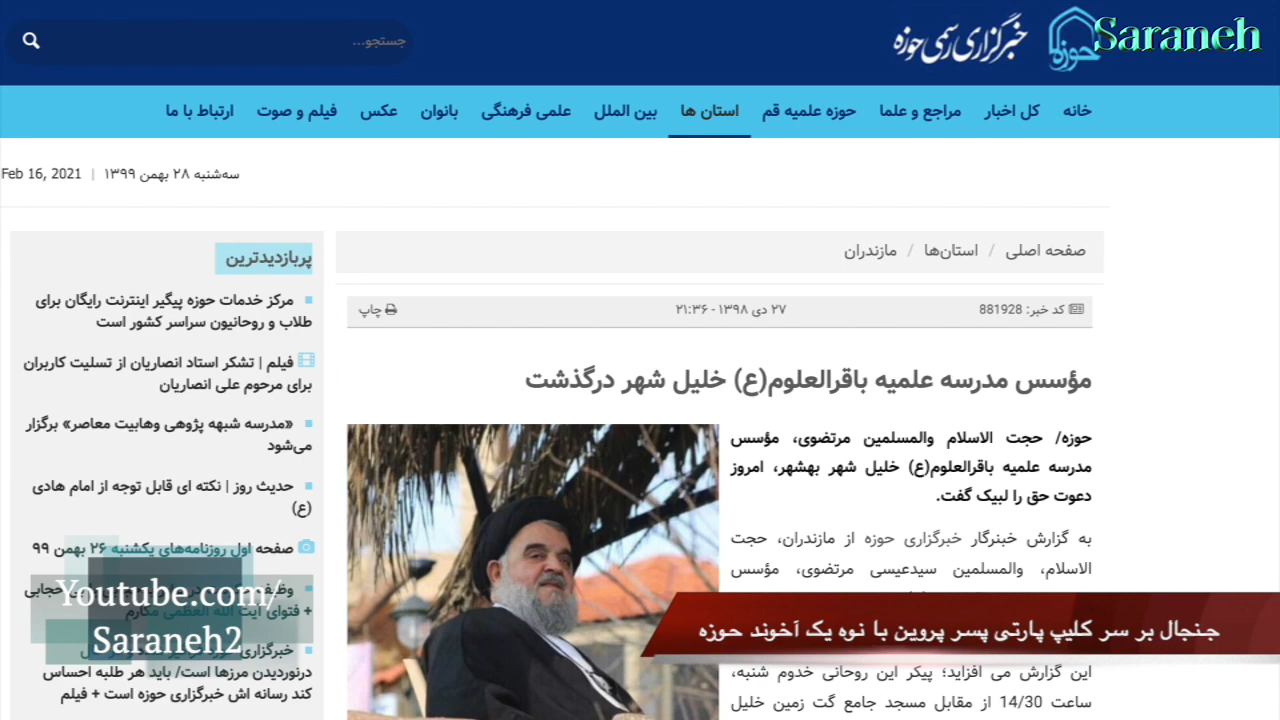 Saraneh
خبرگزاری رسمی حوزه
حوزه
جستجو...
خانه
کل اخبار
مراجع و علما
حوزه علمیه قم
استان ها
بین الملل
علمی فرهنگی
بانوان
عکس
فیلم و صوت
ارتباط با ما
سه‌شنبه ۲۸ بهمن ۱۳۹۹ | Feb 16, 2021
صفحه اصلی / استان‌ها / مازندران
کد خبر: 881928
۲۷ دی ۱۳۹۸ - ۲۱:۳۶
چاپ
مؤسس مدرسه علمیه باقرالعلوم(ع) خلیل شهر درگذشت
حوزه/ حجت الاسلام والمسلمین مرتضوی، مؤسس
مدرسه علمیه باقرالعلوم(ع) خلیل شهر بهشهر، امروز
دعوت حق را لبیک گفت.
به گزارش خبرنگار خبرگزاری حوزه از مازندران، حجت
الاسلام، والمسلمین سیدعیسی مرتضوی، مؤسس
این گزارش می افزاید؛ پیکر این روحانی خدوم شنبه،
ساعت 14/30 از مقابل مسجد جامع گت زمین خلیل
پربازدیدترین
مرکز خدمات حوزه پیگیر اینترنت رایگان برای
طلاب و روحانیون سراسر کشور است
فیلم | تشکر استاد انصاریان از تسلیت کاربران
برای مرحوم علی انصاریان
«مدرسه شبهه پژوهی وهابیت معاصر» برگزار
می‌شود
حدیث روز | نکته ای قابل توجه از امام هادی
(ع)
صفحه اول روزنامه‌های یکشنبه ۲۶ بهمن ۹۹
حجابی
+ فتوای آیت الله العظمی مکارم
خبرگزاری
درنوردیدن مرزها است/ باید هر طلبه احساس
کند رسانه اش خبرگزاری حوزه است + فیلم
Youtube.com/
Saraneh2
جنجال بر سر کلیپ پارتی پسر پروین با نوه یک آخوند حوزه